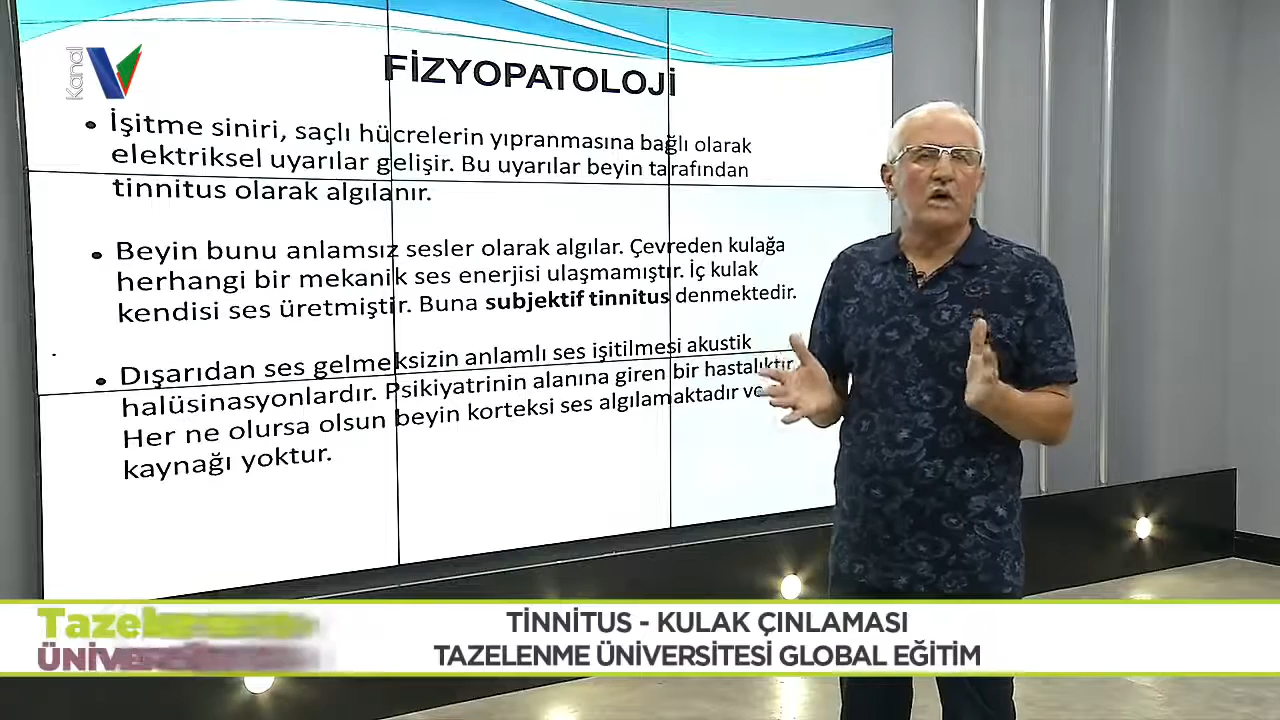 Kanal
V
FİZYOPATOLOJİ
• İşitme siniri, saçlı hücrelerin yıpranmasına bağlı olarak
elektriksel uyarılar gelişir. Bu uyarılar beyin tarafından
tinnitus olarak algılanır.
• Beyin bunu anlamsız sesler olarak algılar. Çevreden kulağa
herhangi bir mekanik ses enerjisi ulaşmamıştır. İç kulak
kendisi ses üretmiştir. Buna subjektif tinnitus denmektedir.
• Dışarıdan ses gelmeksizin anlamlı ses işitilmesi akustik
halüsinasyonlardır. Psikiyatrinin alanına giren bir hastalıktır
Her ne olursa olsun beyin korteksi ses algılamaktadır ve
kaynağı yoktur.
TİNNİTUS - KULAK ÇINLAMASI
TAZELENME ÜNİVERSİTESİ GLOBAL EĞİTİM